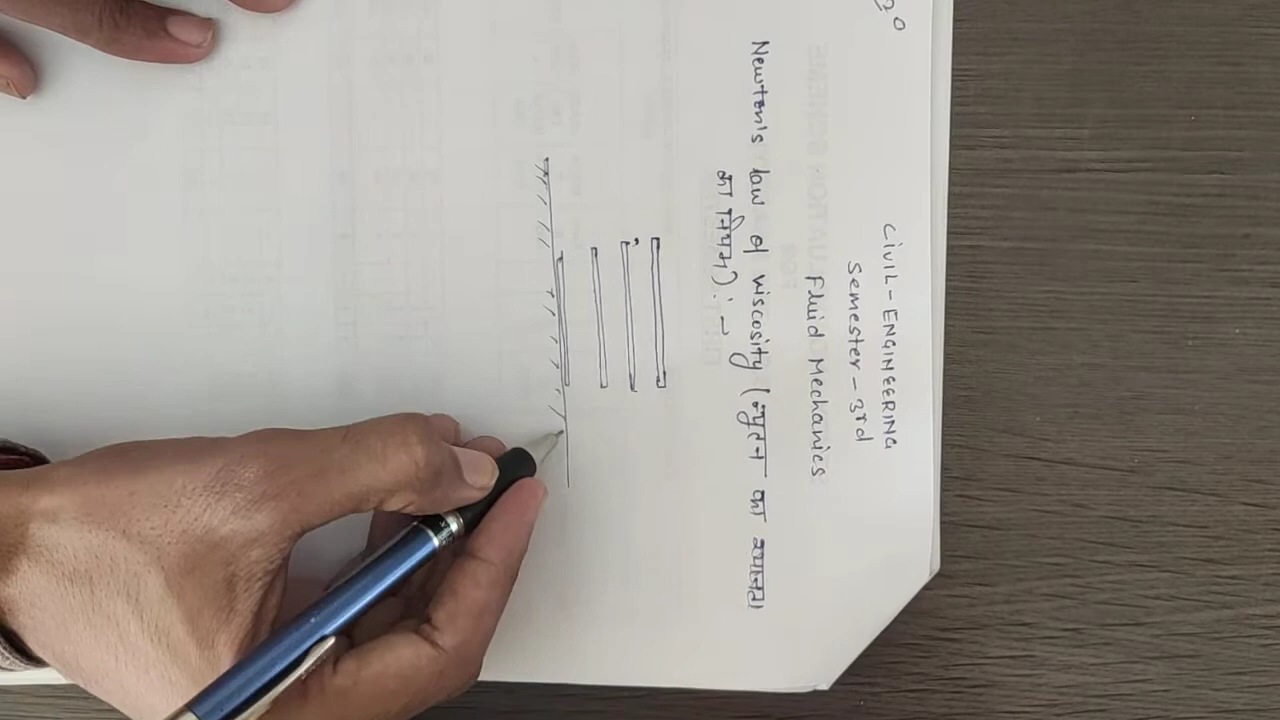 CIVIL-ENGINEERING
Semester-3rd
Fluid Mechanics
Newton's law of viscosity (न्युटन का श्यानता
का नियम) : →